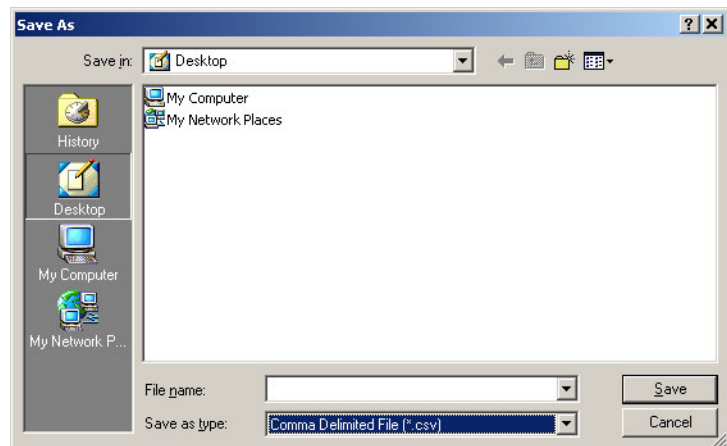 Save As
Save in:
Desktop
My Computer
My Network Places
History
Desktop
My Computer
My Network P...
File name:
Save
Save as type:
Comma Delimited File (*.csv)
Cancel